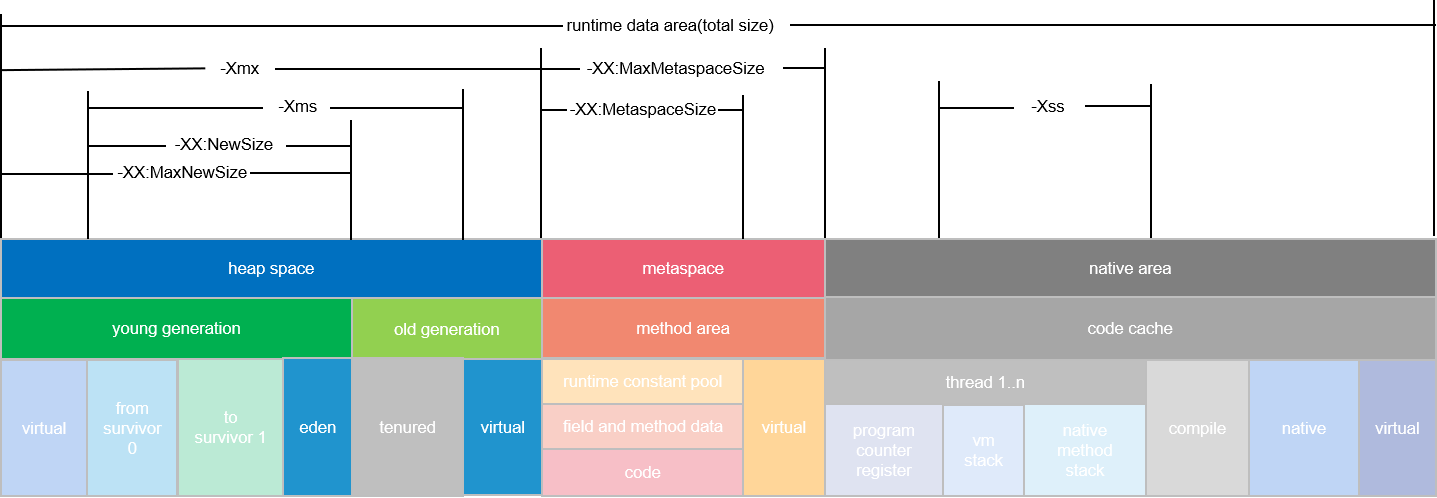 runtime data area(total size)
-Xmx
-XX:MaxMetaspaceSize
-Xms
-XX:MetaspaceSize
-Xss
-XX:NewSize
-XX:MaxNewSize
heap space
metaspace
native area
young generation
old generation
method area
code cache
virtual
from
survivor
0
to
survivor 1
eden
tenured
virtual
runtime constant pool
field and method data
code
virtual
thread 1..n
program
counter
register
vm
stack
native
method
stack
compile
native
virtual